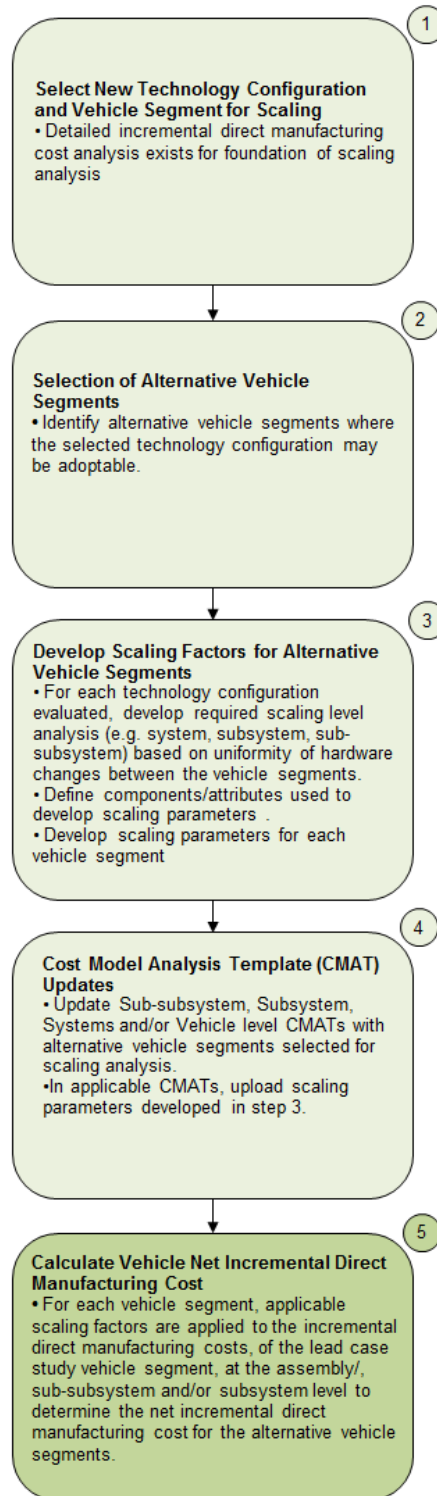 1
Select New Technology Configuration
and Vehicle Segment for Scaling
• Detailed incremental direct manufacturing
cost analysis exists for foundation of scaling
analysis
2
Selection of Alternative Vehicle
Segments
• Identify alternative vehicle segments where
the selected technology configuration may
be adoptable.
3
Develop Scaling Factors for Alternative
Vehicle Segments
• For each technology configuration
evaluated, develop required scaling level
analysis (e.g. system, subsystem, sub-
subsystem) based on uniformity of hardware
changes between the vehicle segments.
• Define components/attributes used to
develop scaling parameters .
• Develop scaling parameters for each
vehicle segment
4
Cost Model Analysis Template (CMAT)
Updates
• Update Sub-subsystem, Subsystem,
Systems and/or Vehicle level CMATs with
alternative vehicle segments selected for
scaling analysis.
•In applicable CMATs, upload scaling
parameters developed in step 3.
5
Calculate Vehicle Net Incremental Direct
Manufacturing Cost
• For each vehicle segment, applicable
scaling factors are applied to the incremental
direct manufacturing costs, of the lead case
study vehicle segment, at the assembly/,
sub-subsystem and/or subsystem level to
determine the net incremental direct
manufacturing cost for the alternative vehicle
segments.